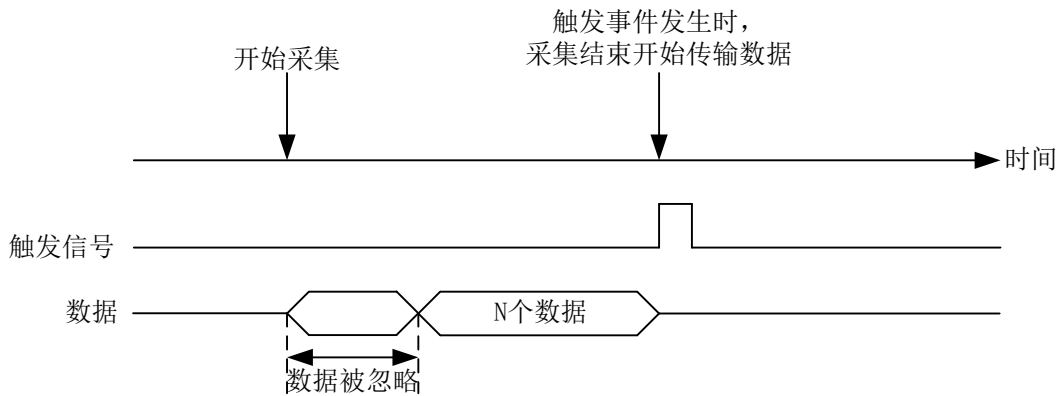 触发事件发生时，
采集结束开始传输数据
开始采集
时间
触发信号
数据
N个数据
数据被忽略